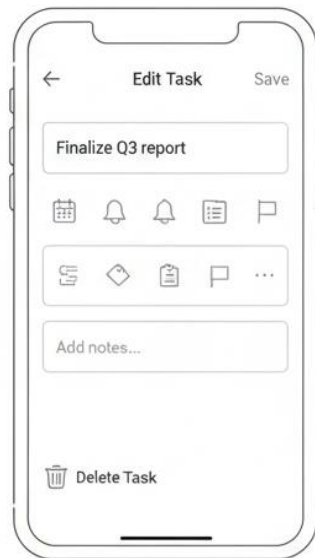 Edit Task Save
Finalize Q3 report
Add notes...
Delete Task